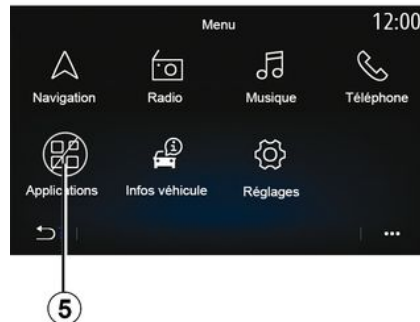 Menu 12:00
Navigation Radio Musique Téléphone
Applications Infos véhicule Réglages
5